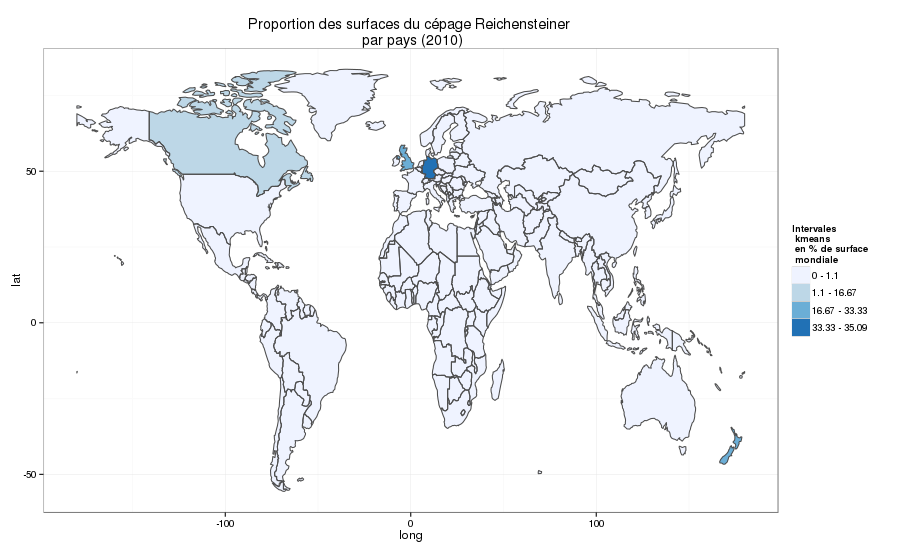 Proportion des surfaces du cépage Reichensteiner
par pays (2010)
50
0
-50
lat
-100
0
100
long
Intervales
kmeans
en % de surface
mondiale
0 - 1.1
1.1 - 16.67
16.67 - 33.33
33.33 - 35.09